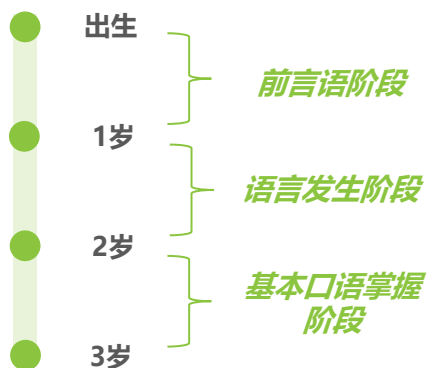 出生
前言语阶段
1岁
语言发生阶段
2岁
基本口语掌握
阶段
3岁